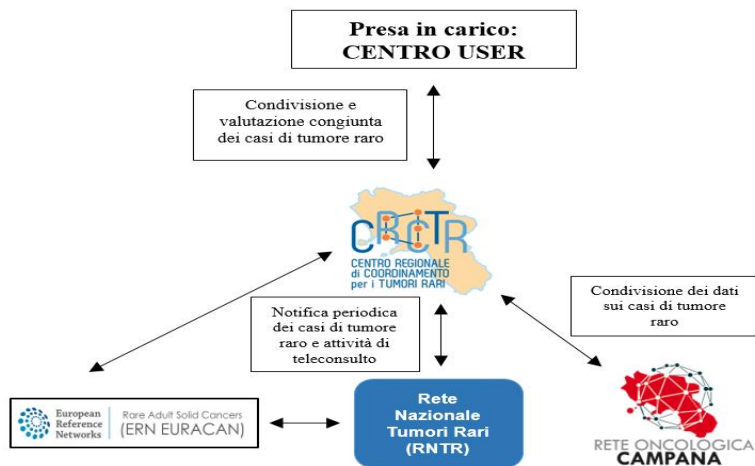 Presa in carico:
CENTRO USER
Condivisione e
valutazione congiunta
dei casi di tumore raro
CRCTR
CENTRO REGIONALE
di COORDINAMENTO
per i TUMORI RARI
Condivisione dei dati
sui casi di tumore
raro
Notifica periodica
dei casi di tumore
raro e attività di
teleconsulto
European
Reference
Networks
Rare Adult Solid Cancers
(ERN EURACAN)
Rete
Nazionale
Tumori Rari
(RNTR)
RETE ONCOLOGICA
CAMPANA